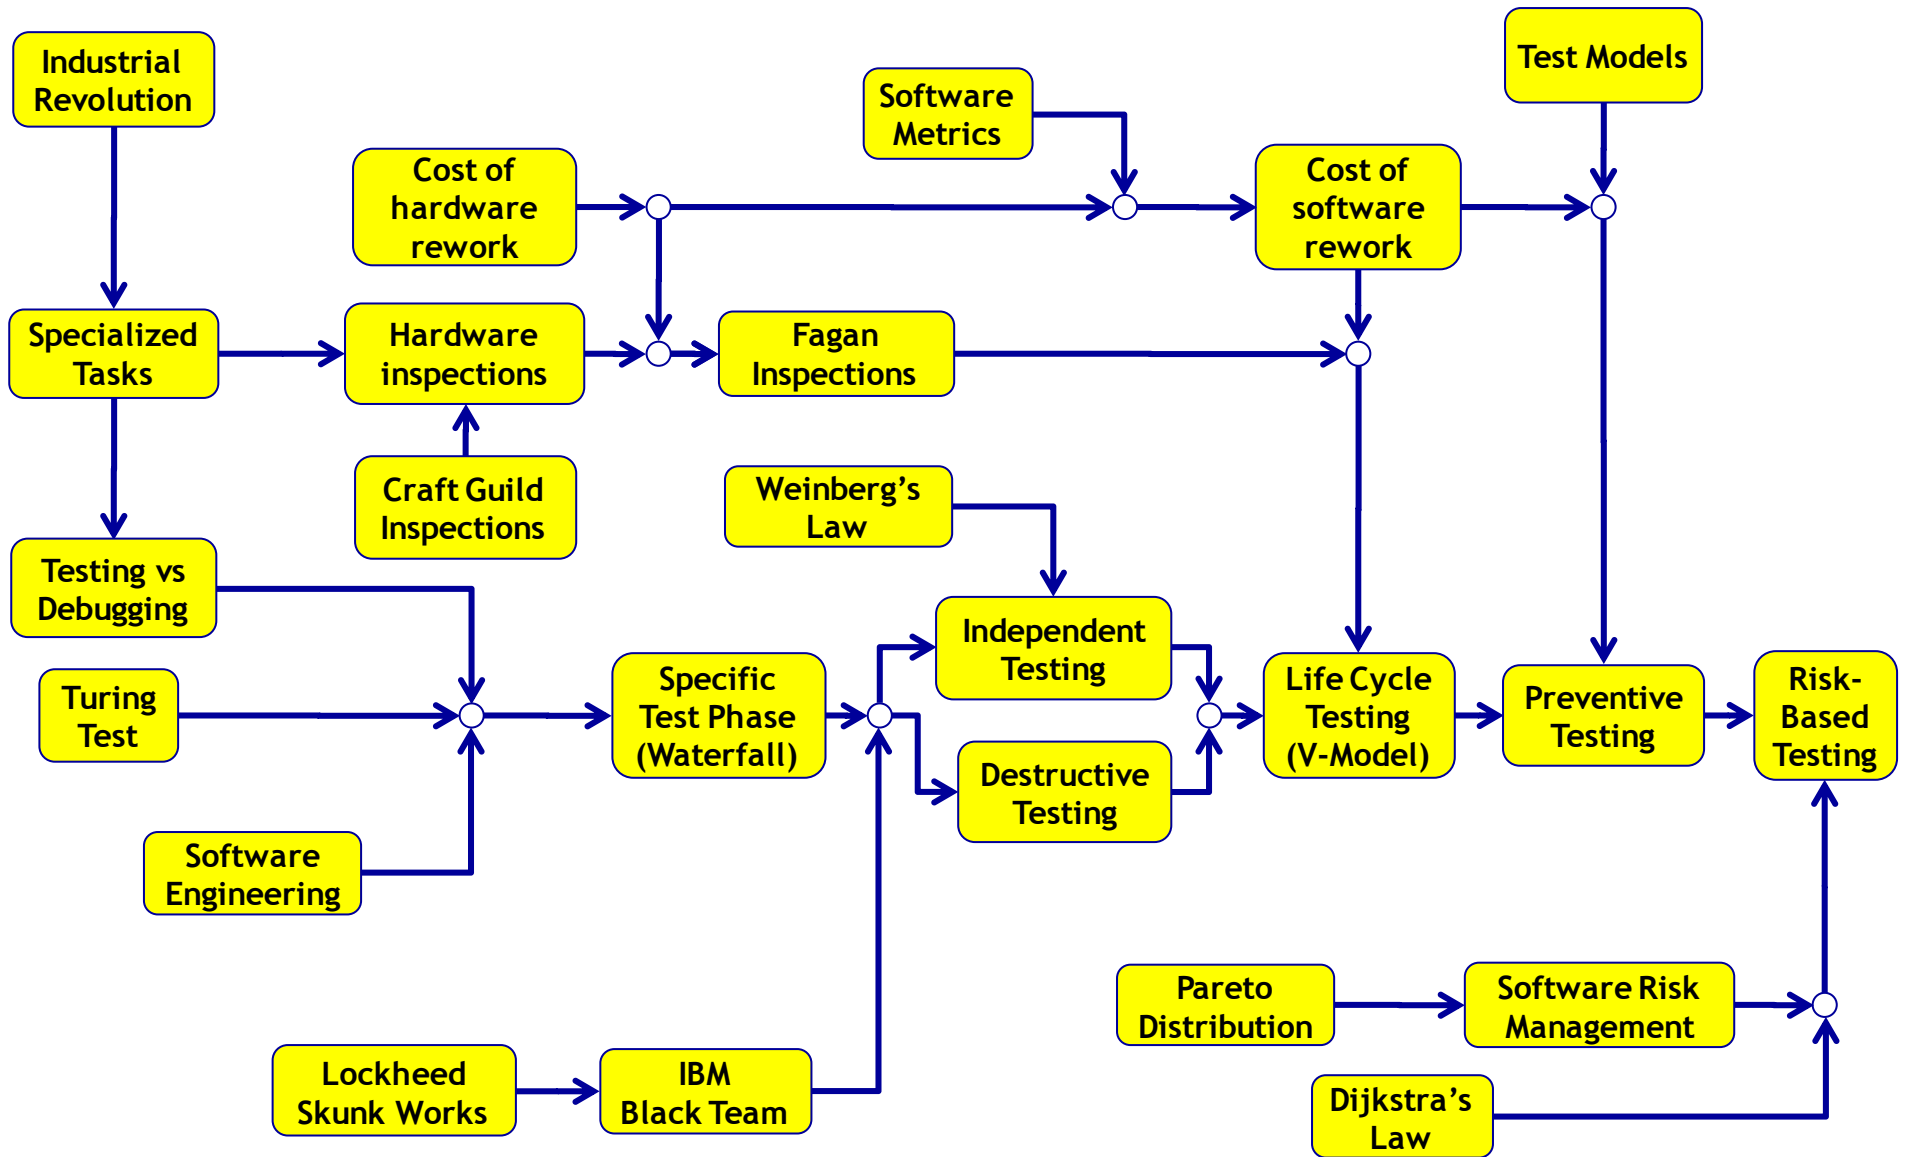 Industrial
Revolution
Test Models
Software
Metrics
Cost of
hardware
rework
Cost of
software
rework
Specialized
Tasks
Hardware
inspections
Fagan
Inspections
Craft Guild
Inspections
Weinberg’s
Law
Testing vs
Debugging
Independent
Testing
Turing
Test
Specific
Test Phase
(Waterfall)
Life Cycle
Testing
(V-Model)
Preventive
Testing
Risk-
Based
Testing
Destructive
Testing
Software
Engineering
Pareto
Distribution
Software Risk
Management
Lockheed
Skunk Works
IBM
Black Team
Dijkstra’s
Law